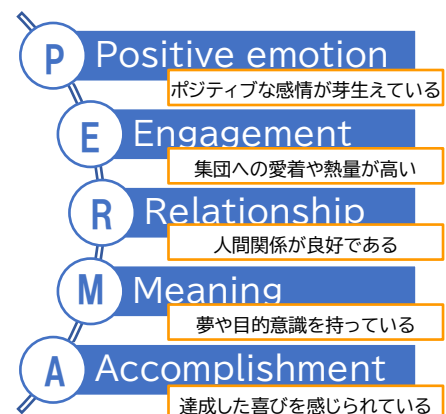 P Positive emotion
ポジティブな感情が芽生えている
E Engagement
集団への愛着や熱量が高い
R Relationship
人間関係が良好である
M Meaning
夢や目的意識を持っている
A Accomplishment
達成した喜びを感じられている